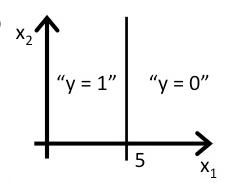 x₂
“y = 1” “y = 0”
5
x₁